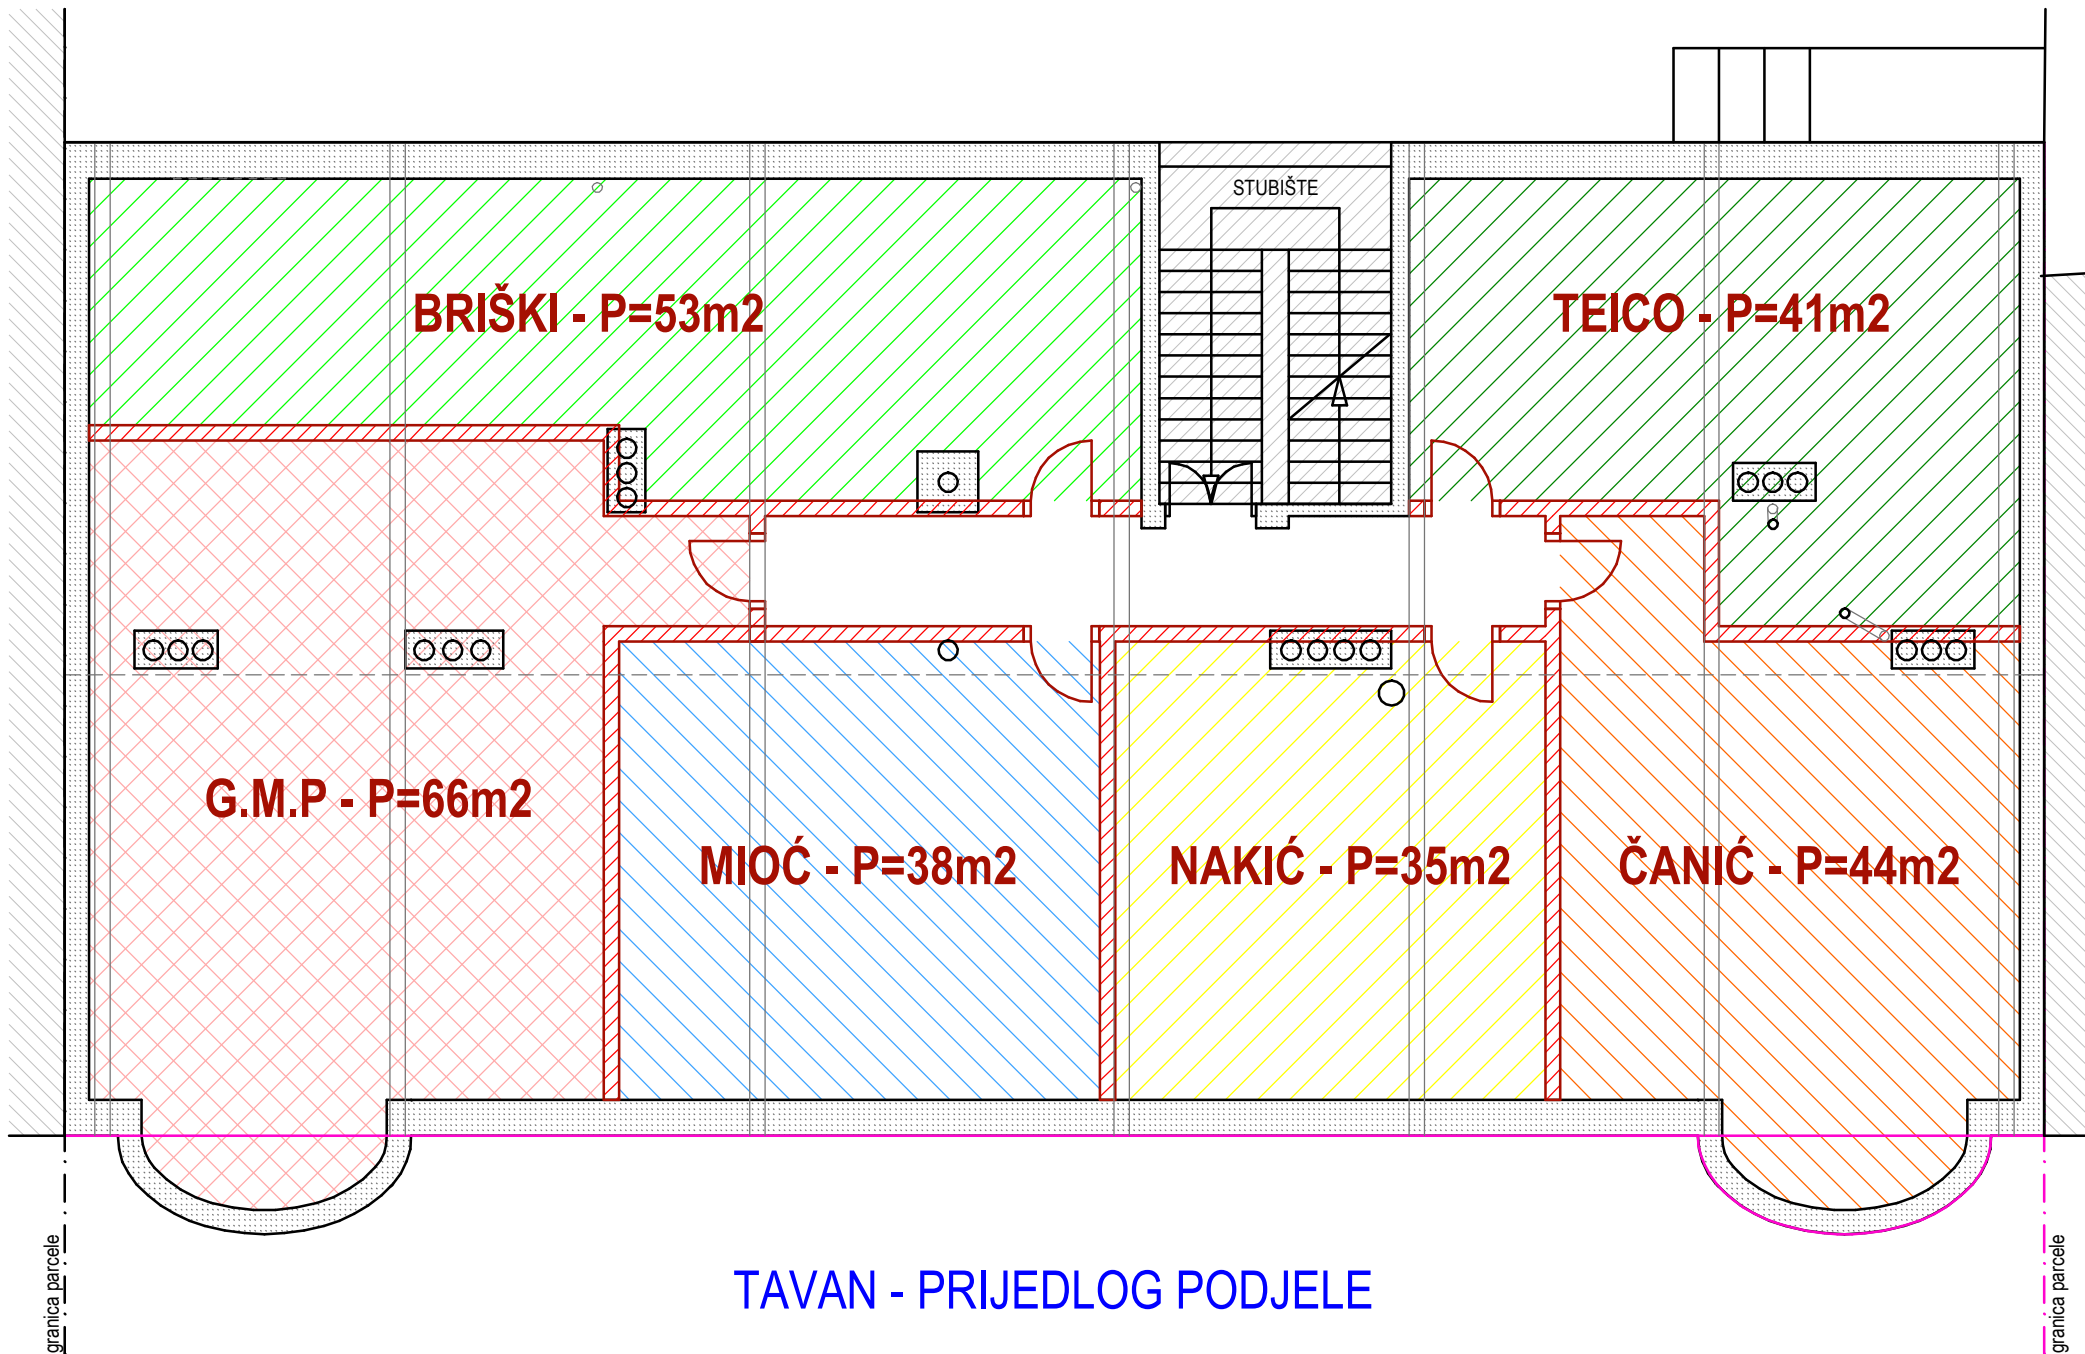 STUBIŠTE
BRIŠKI - P=53m2
TEICO - P=41m2
G.M.P - P=66m2
MIOĆ - P=38m2
NAKIĆ - P=35m2
ČANIĆ - P=44m2
granica parcele
TAVAN - PRIJEDLOG PODJELE
granica parcele